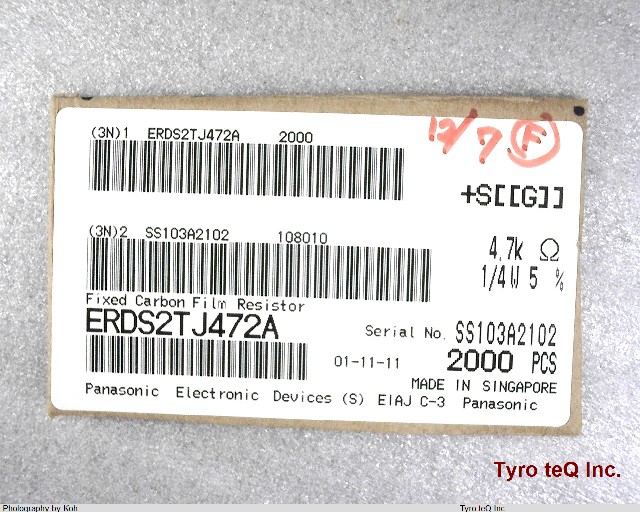 (3N)1 ERDS2TJ472A 2000
12/7 F
+S[[G]]
(3N)2 SS103A2102 108010
4.7k Ω
1/4W 5 %
Fixed Carbon Film Resistor
ERDS2TJ472A
Serial No. SS103A2102
01-11-11 2000 PCS
MADE IN SINGAPORE
Panasonic Electronic Devices (S) EIAJ C-3 Panasonic
Tyro teQ Inc.
Photography by Koh Tyro teQ Inc.